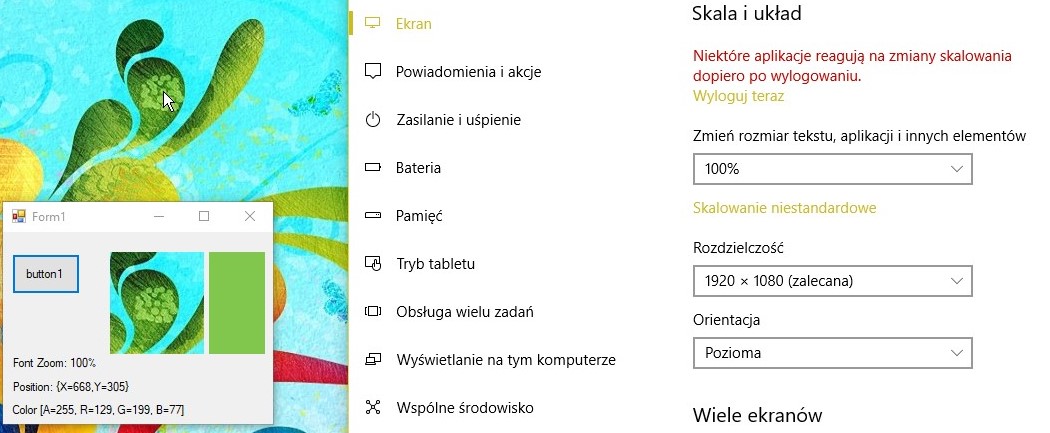 Form1
button1
Font Zoom: 100%
Position: {X=668,Y=305}
Color [A=255, R=129, G=199, B=77]
Ekran
Powiadomienia i akcje
Zasilanie i uśpienie
Bateria
Pamięć
Tryb tabletu
Obsługa wielu zadań
Wyświetlanie na tym komputerze
Wspólne środowisko
Skala i układ
Niektóre aplikacje reagują na zmiany skalowania
dopiero po wylogowaniu.
Wyloguj teraz
Zmień rozmiar tekstu, aplikacji i innych elementów
100%
Skalowanie niestandardowe
Rozdzielczość
1920 × 1080 (zalecana)
Orientacja
Pozioma
Wiele ekranów